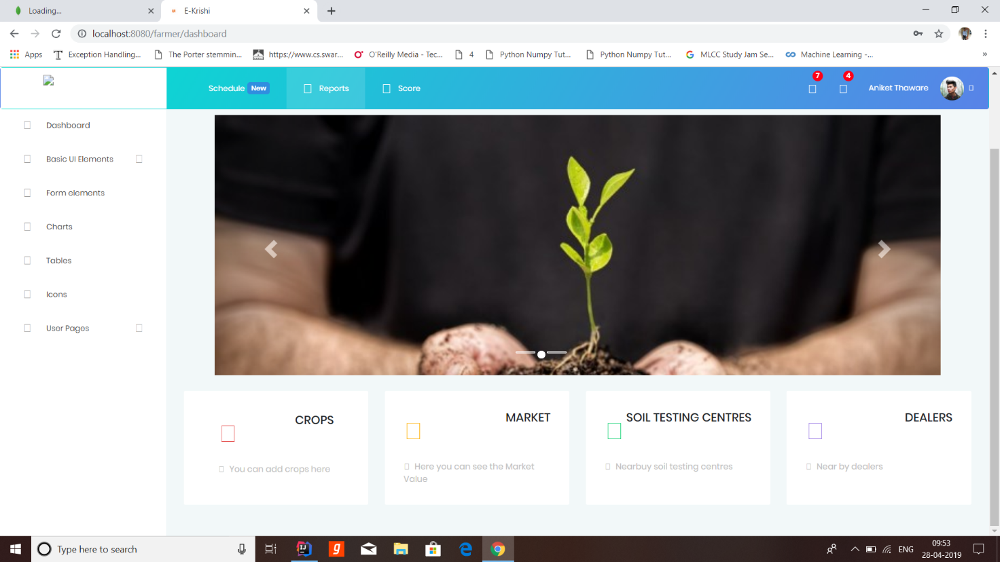 Loading...
E-Krishi
localhost:8080/farmer/dashboard
Apps
Exception Handling...
The Porter stemmin...
https://www.cs.swar...
O'Reilly Media - Tec...
4
Python Numpy Tut...
Python Numpy Tut...
MLCC Study Jam Se...
Machine Learning -...
»
Schedule New
Reports
Score
7
4
Aniket Thaware
Dashboard
Basic UI Elements
Form elements
Charts
Tables
Icons
User Pages
CROPS
You can add crops here
MARKET
Here you can see the Market
Value
SOIL TESTING CENTRES
Nearbuy soil testing centres
DEALERS
Near by dealers
Type here to search
ENG
09:53
28-04-2019